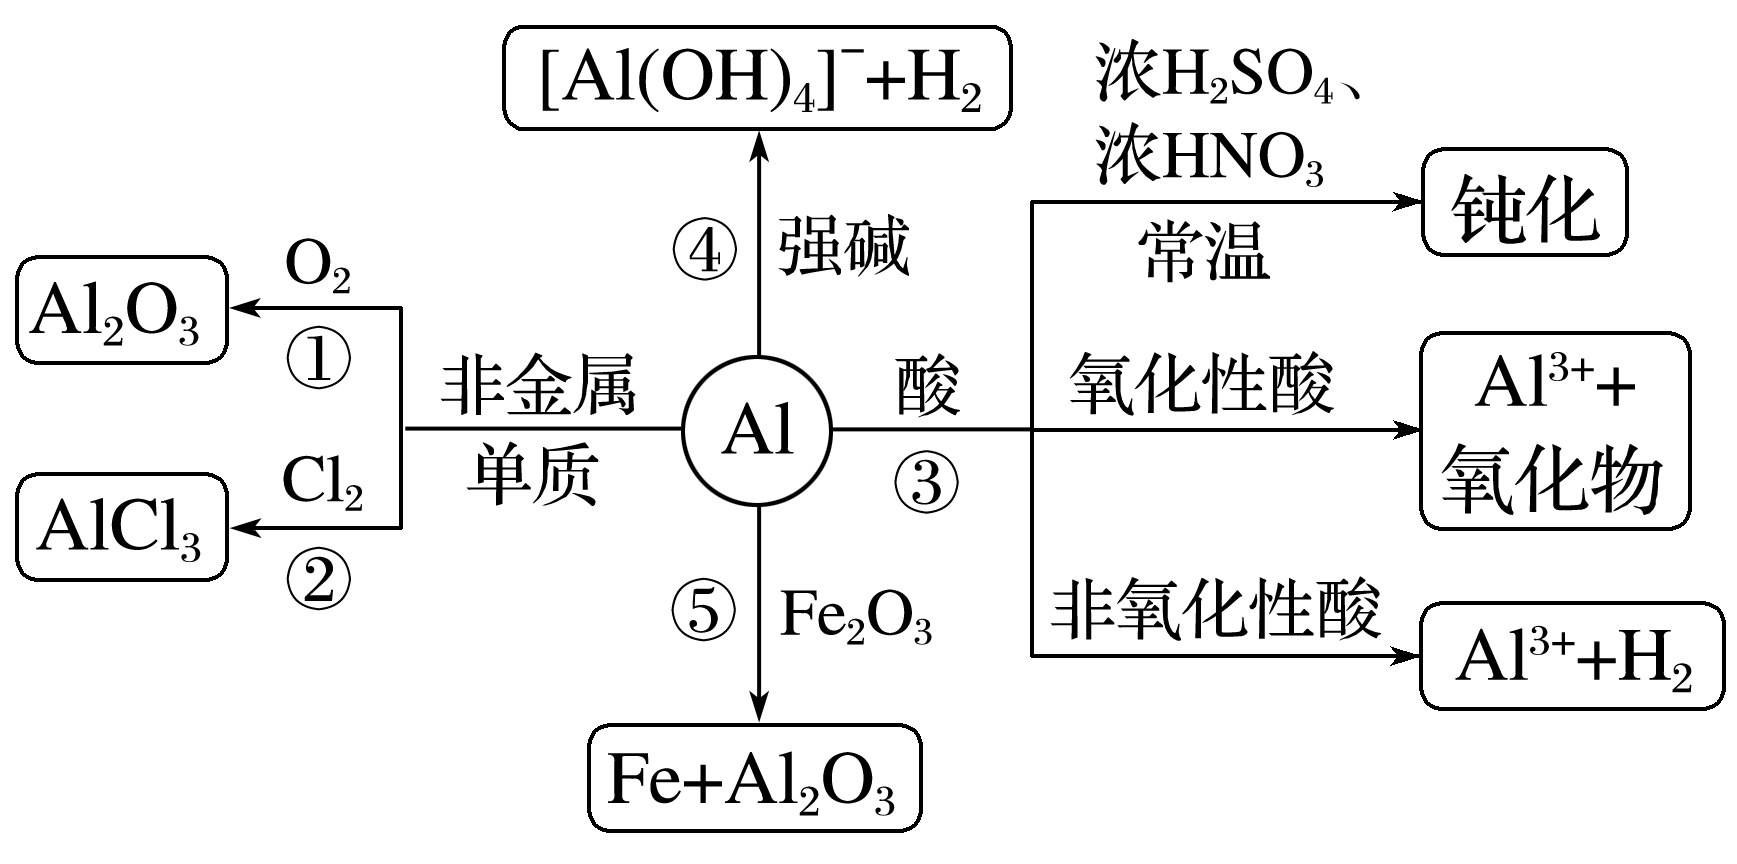 [Al(OH)₄]⁻+H₂
浓H₂SO₄、
浓HNO₃
常温
钝化
④
强碱
O₂
①
Al₂O₃
非金属
单质
Al
酸
③
氧化性酸
Al³⁺+
氧化物
Cl₂
②
AlCl₃
⑤
Fe₂O₃
非氧化性酸
Al³⁺+H₂
Fe+Al₂O₃